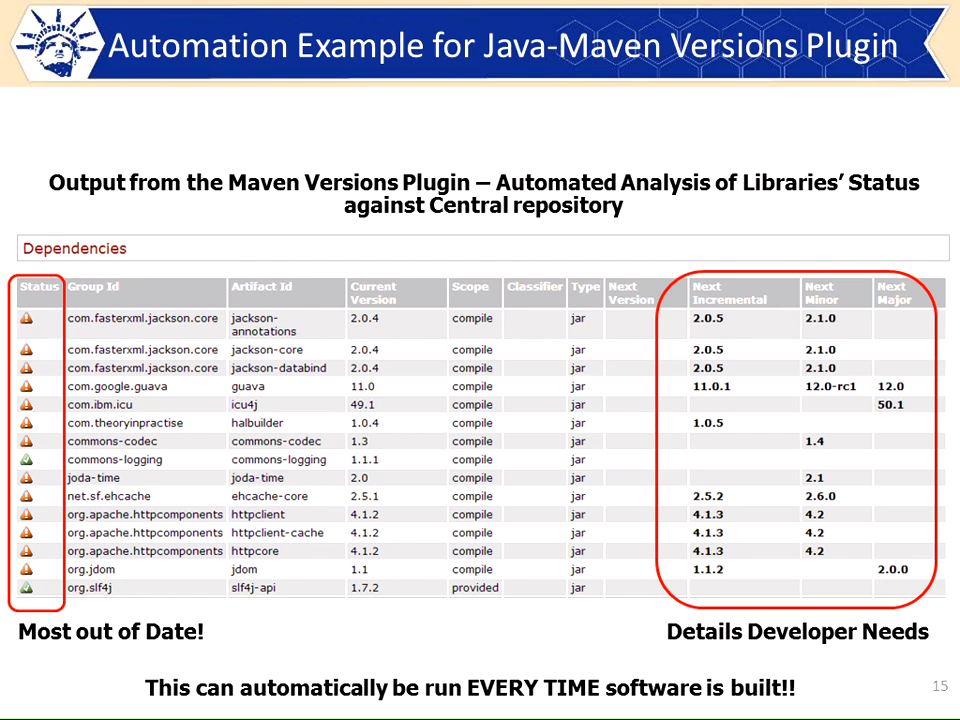 Automation Example for Java-Maven Versions Plugin
Output from the Maven Versions Plugin – Automated Analysis of Libraries’ Status
against Central repository
Dependencies
Status Group Id Artifact Id Current Version Scope Classifier Type Next Version Next Incremental Next Minor Next Major
com.fasterxml.jackson.core jackson-annotations 2.0.4 compile jar 2.0.5 2.1.0
com.fasterxml.jackson.core jackson-core 2.0.4 compile jar 2.0.5 2.1.0
com.fasterxml.jackson.core jackson-databind 2.0.4 compile jar 2.0.5 2.1.0
com.google.guava guava 11.0 compile jar 11.0.1 12.0-rc1 12.0
com.ibm.icu icu4j 49.1 compile jar 50.1
com.theoryinpractise halbuilder 1.0.4 compile jar 1.0.5
commons-codec commons-codec 1.3 compile jar 1.4
commons-logging commons-logging 1.1.1 compile jar
joda-time joda-time 2.0 compile jar 2.1
net.sf.ehcache ehcache-core 2.5.1 compile jar 2.5.2 2.6.0
org.apache.httpcomponents httpclient 4.1.2 compile jar 4.1.3 4.2
org.apache.httpcomponents httpclient-cache 4.1.2 compile jar 4.1.3 4.2
org.apache.httpcomponents httpcore 4.1.2 compile jar 4.1.3 4.2
org.jdom jdom 1.1 compile jar 1.1.2 2.0.0
org.slf4j slf4j-api 1.7.2 provided jar
Most out of Date! Details Developer Needs
This can automatically be run EVERY TIME software is built!!
15